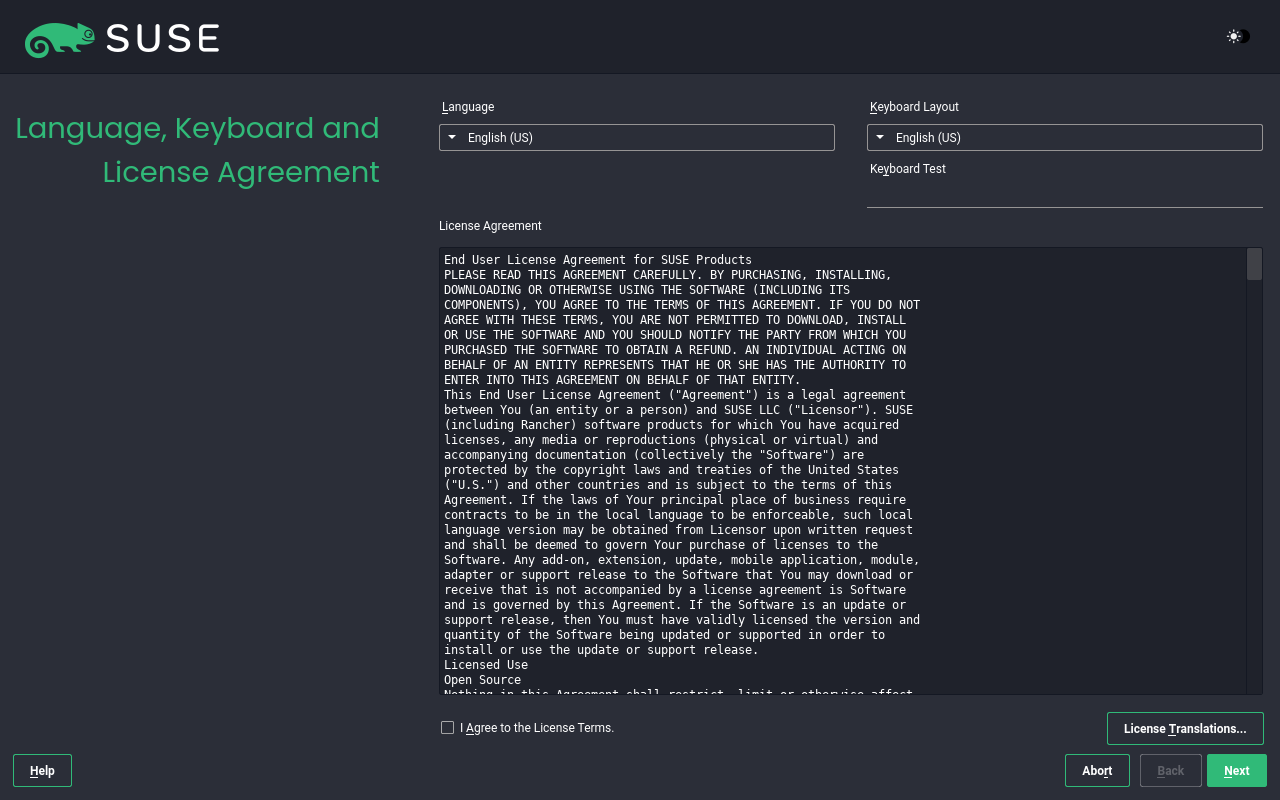 SUSE
Language, Keyboard and
License Agreement
Language
English (US)
Keyboard Layout
English (US)
Keyboard Test
License Agreement
End User License Agreement for SUSE Products
PLEASE READ THIS AGREEMENT CAREFULLY. BY PURCHASING, INSTALLING,
DOWNLOADING OR OTHERWISE USING THE SOFTWARE (INCLUDING ITS
COMPONENTS), YOU AGREE TO THE TERMS OF THIS AGREEMENT. IF YOU DO NOT
AGREE WITH THESE TERMS, YOU ARE NOT PERMITTED TO DOWNLOAD, INSTALL
OR USE THE SOFTWARE AND YOU SHOULD NOTIFY THE PARTY FROM WHICH YOU
PURCHASED THE SOFTWARE TO OBTAIN A REFUND. AN INDIVIDUAL ACTING ON
BEHALF OF AN ENTITY REPRESENTS THAT HE OR SHE HAS THE AUTHORITY TO
ENTER INTO THIS AGREEMENT ON BEHALF OF THAT ENTITY.
This End User License Agreement ("Agreement") is a legal agreement
between You (an entity or a person) and SUSE LLC ("Licensor"). SUSE
(including Rancher) software products for which You have acquired
licenses, any media or reproductions (physical or virtual) and
accompanying documentation (collectively the "Software") are
protected by the copyright laws and treaties of the United States
("U.S.") and other countries and is subject to the terms of this
Agreement. If the laws of Your principal place of business require
contracts to be in the local language to be enforceable, such local
language version may be obtained from Licensor upon written request
and shall be deemed to govern Your purchase of licenses to the
Software. Any add-on, extension, update, mobile application, module,
adapter or support release to the Software that You may download or
receive that is not accompanied by a license agreement is Software
and is governed by this Agreement. If the Software is an update or
support release, then You must have validly licensed the version and
quantity of the Software being updated or supported in order to
install or use the update or support release.
Licensed Use
Open Source
Nothing in this Agreement shall restrict, limit or otherwise affect
I Agree to the License Terms.
License Translations...
Help
Abort
Back
Next